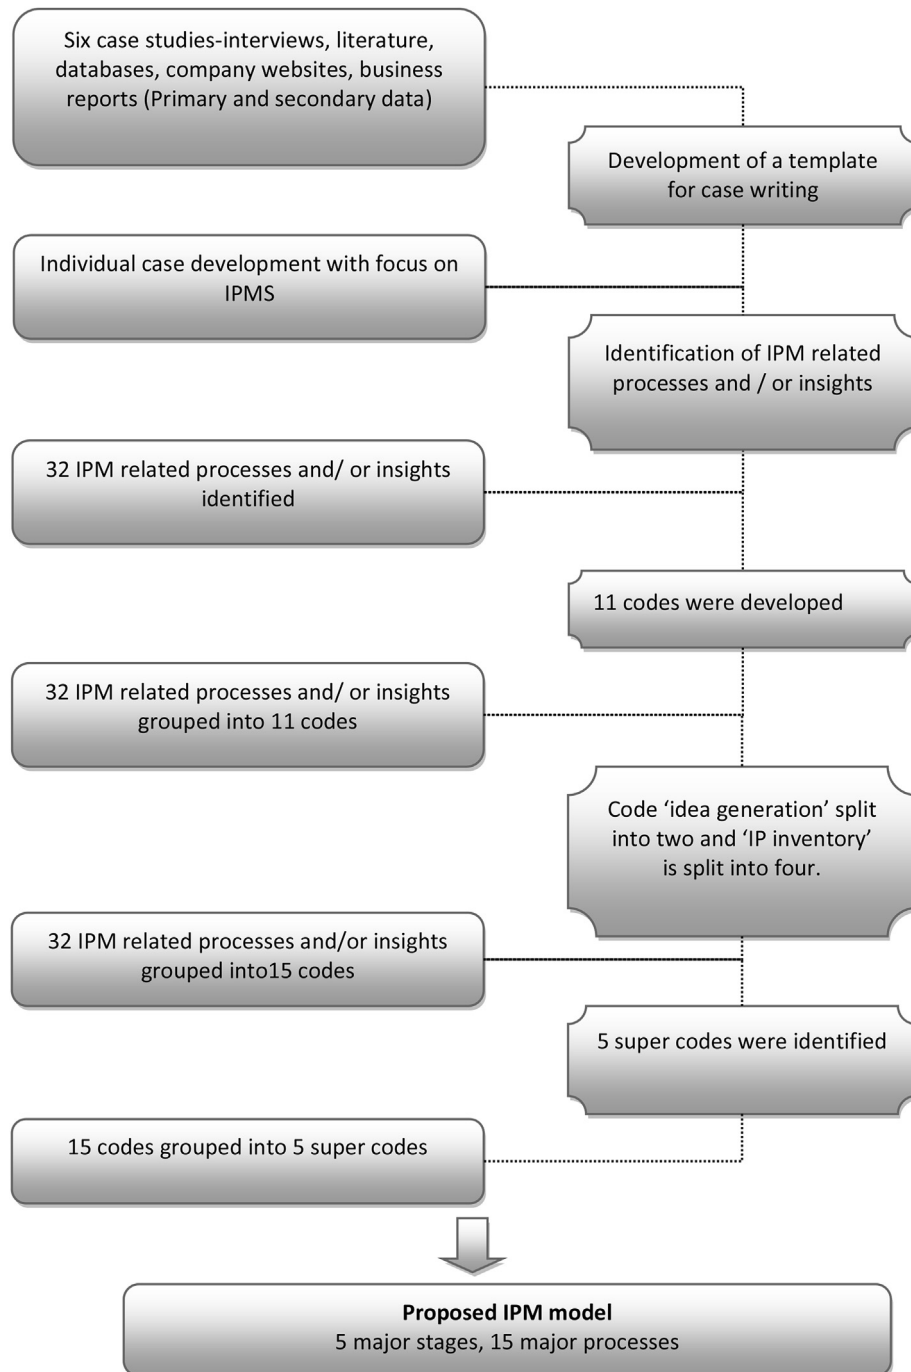 Six case studies-interviews, literature,
databases, company websites, business
reports (Primary and secondary data)
Development of a template
for case writing
Individual case development with focus on
IPMS
Identification of IPM related
processes and / or insights
32 IPM related processes and/ or insights
identified
11 codes were developed
32 IPM related processes and/ or insights
grouped into 11 codes
Code ‘idea generation’ split
into two and ‘IP inventory’
is split into four.
32 IPM related processes and/or insights
grouped into15 codes
5 super codes were identified
15 codes grouped into 5 super codes
Proposed IPM model
5 major stages, 15 major processes